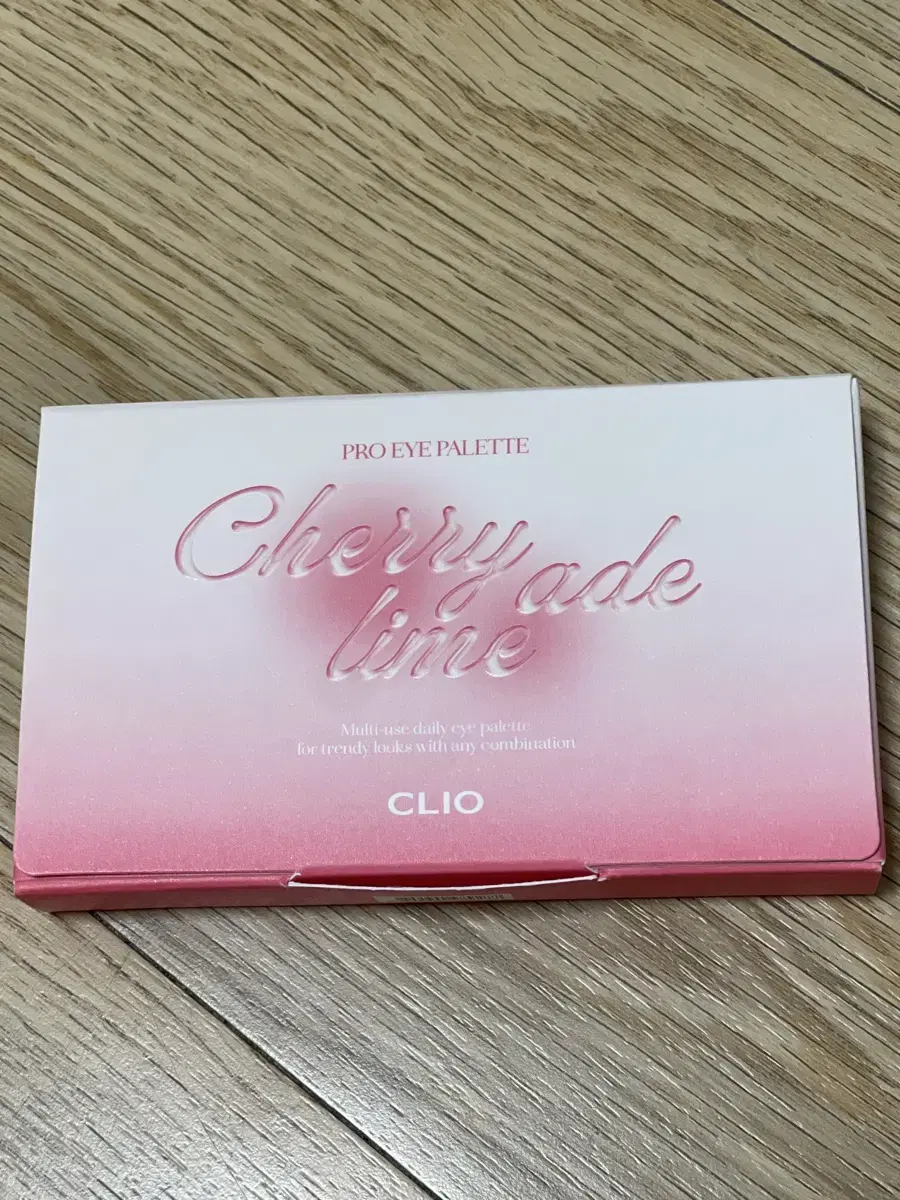 PRO EYE PALETTE
Cherry ade
lime
Multi-use daily eye palette
for trendy looks with any combination
CLIO